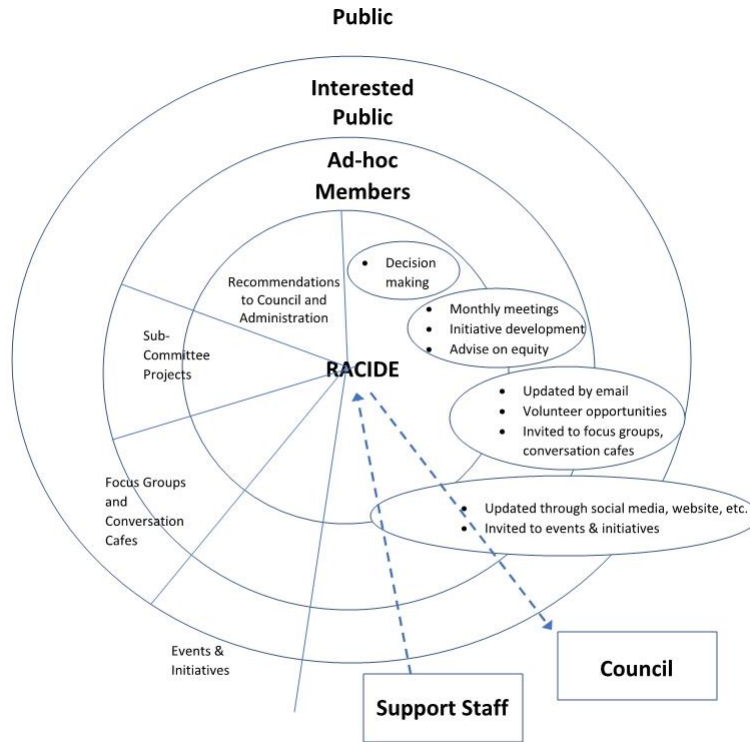 Public
Interested
Public
Ad-hoc
Members
• Decision
making
Recommendations
to Council and
Administration
• Monthly meetings
• Initiative development
• Advise on equity
Sub-
Committee
Projects
RACIDE
• Updated by email
• Volunteer opportunities
• Invited to focus groups,
conversation cafes
Focus Groups
and
Conversation
Cafes
• Updated through social media, website, etc.
• Invited to events & initiatives
Events &
Initiatives
Council
Support Staff